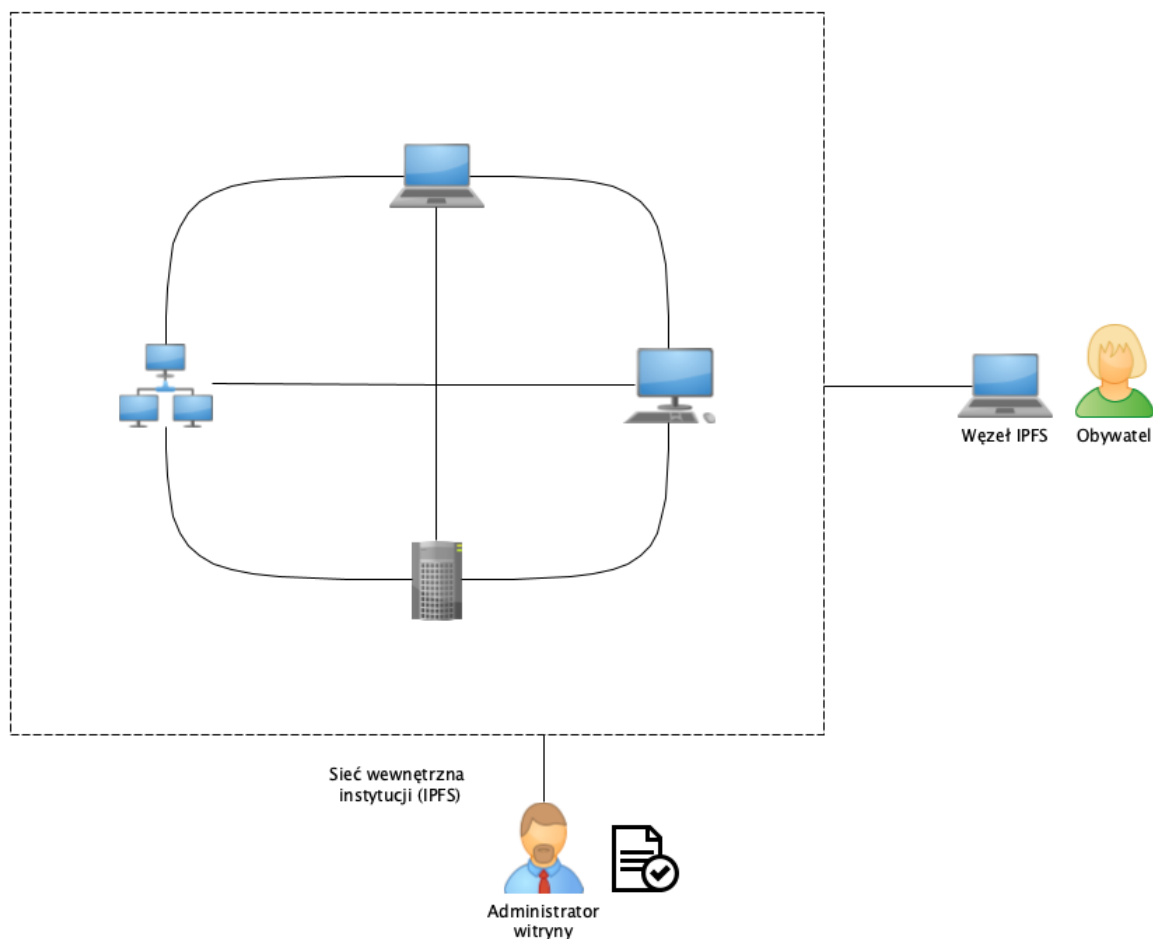 Węzeł IPFS
Obywatel
Sieć wewnętrzna
instytucji (IPFS)
Administrator
witryny